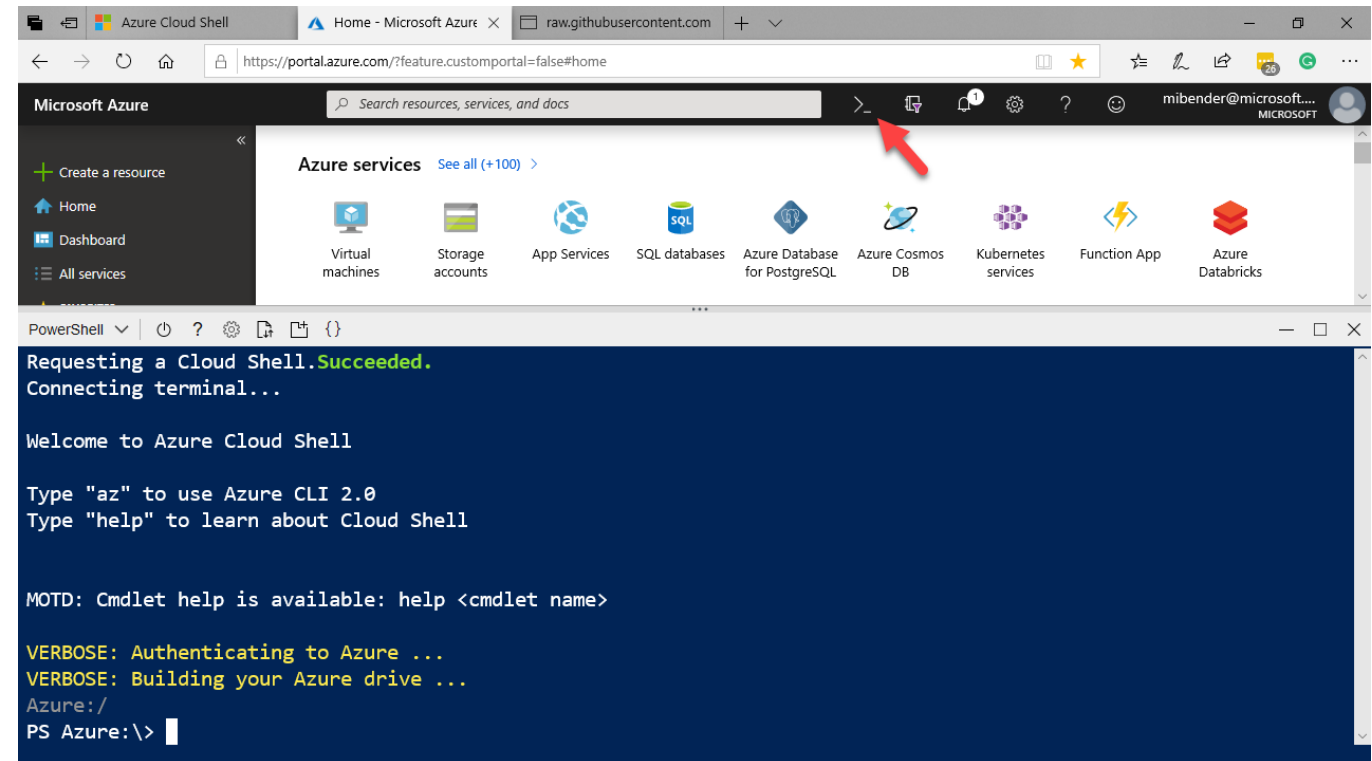 Azure Cloud Shell
Home - Microsoft Azure
raw.githubusercontent.com
https://portal.azure.com/?feature.customportal=false#home
26
Microsoft Azure
Search resources, services, and docs
>_
1
?
mibender@microsoft....
MICROSOFT
«
Create a resource
Home
Dashboard
All services
Azure services See all (+100) >
Virtual machines
Storage accounts
App Services
SQL
SQL databases
Azure Database for PostgreSQL
Azure Cosmos DB
Kubernetes services
Function App
Azure Databricks
PowerShell ? {}
Requesting a Cloud Shell.Succeeded.
Connecting terminal...
Welcome to Azure Cloud Shell
Type "az" to use Azure CLI 2.0
Type "help" to learn about Cloud Shell
MOTD: Cmdlet help is available: help <cmdlet name>
VERBOSE: Authenticating to Azure ...
VERBOSE: Building your Azure drive ...
Azure:/
PS Azure:\>